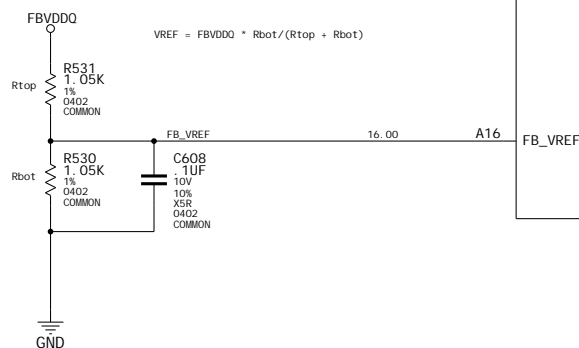 FBVDDQ
VREF = FBVDDQ * Rbot/(Rtop + Rbot)
Rtop
R531
1.05K
1%
0402
COMMON
FB_VREF
16.00
A16
FB_VREF
Rbot
R530
1.05K
1%
0402
COMMON
C608
.1UF
10V
10%
X5R
0402
COMMON
GND